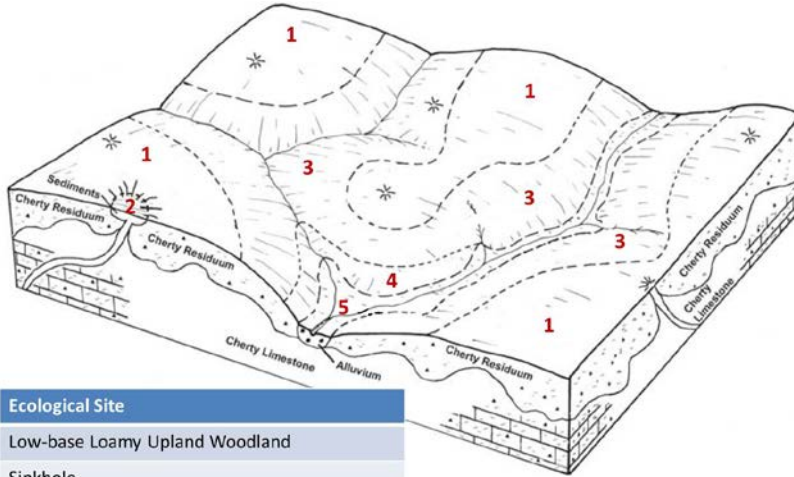 1
1
1
3
Sediments
2
Cherty Residuum
Cherty Residuum
3
3
Cherty Residuum
Cherty
Limestone
4
5
1
Cherty Limestone
Alluvium
Cherty Residuum
Ecological Site
Low-base Loamy Upland Woodland
Sinkhole